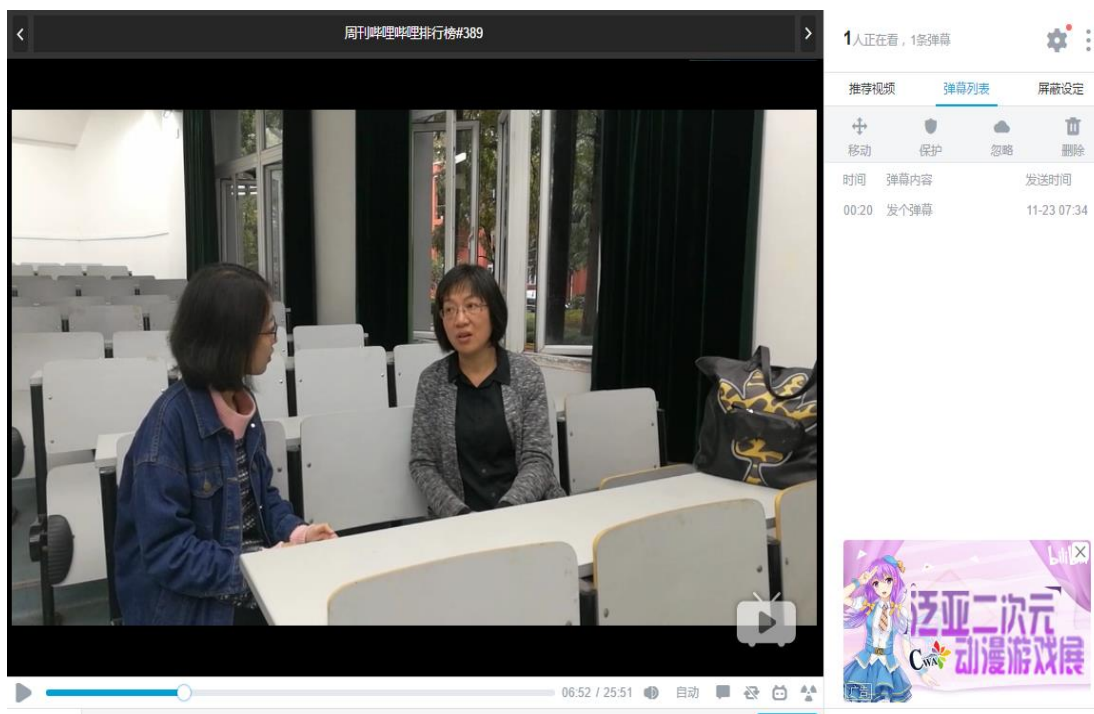 周刊哔哩哔哩排行榜#389
1人正在看，1条弹幕
推荐视频 弹幕列表 屏蔽设定
移动 保护 忽略 删除
时间 弹幕内容 发送时间
00:20 发个弹幕 11-23 07:34
泛亚二次元
CWA 动漫游戏展
广告
06:52 / 25:51 自动